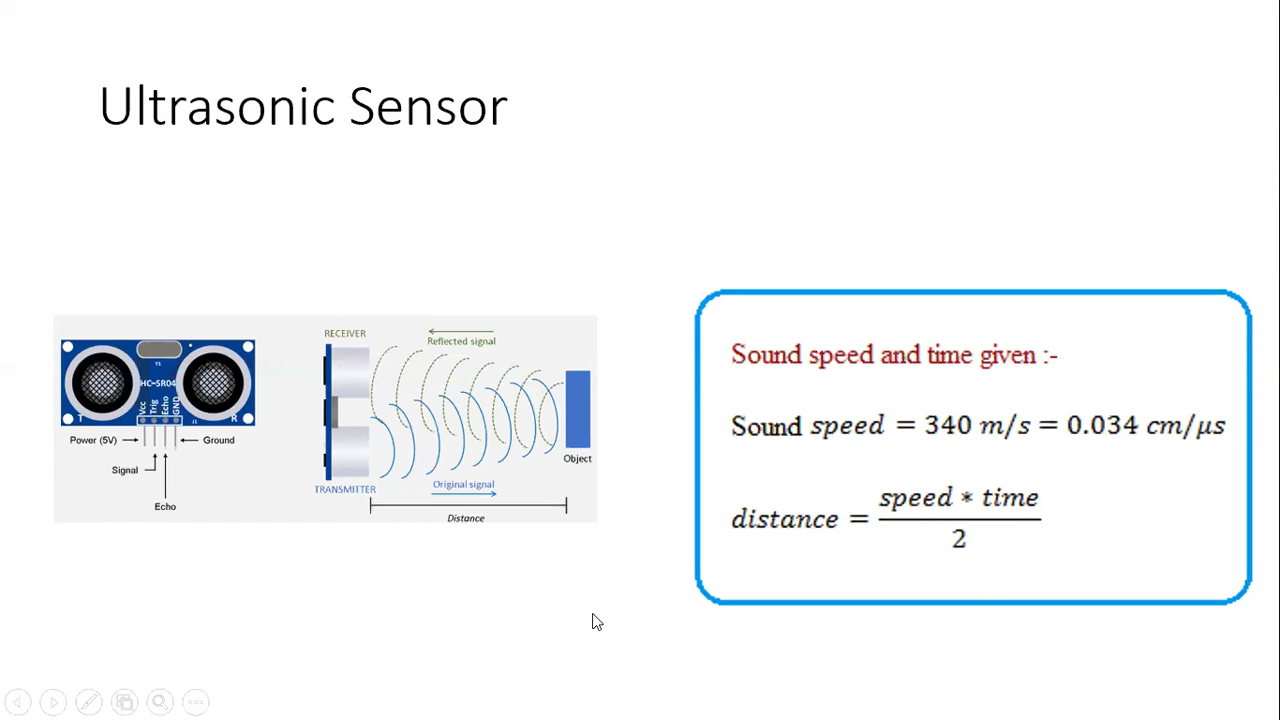 Ultrasonic Sensor
HC-SR04
Vcc
Trig
Echo
GND
T
R
Power (5V)
Ground
Signal
Echo
RECEIVER
Reflected signal
Object
TRANSMITTER
Original signal
Distance
Sound speed and time given :-
Sound speed = 340 m/s = 0.034 cm/μs
distance = speed * time
2